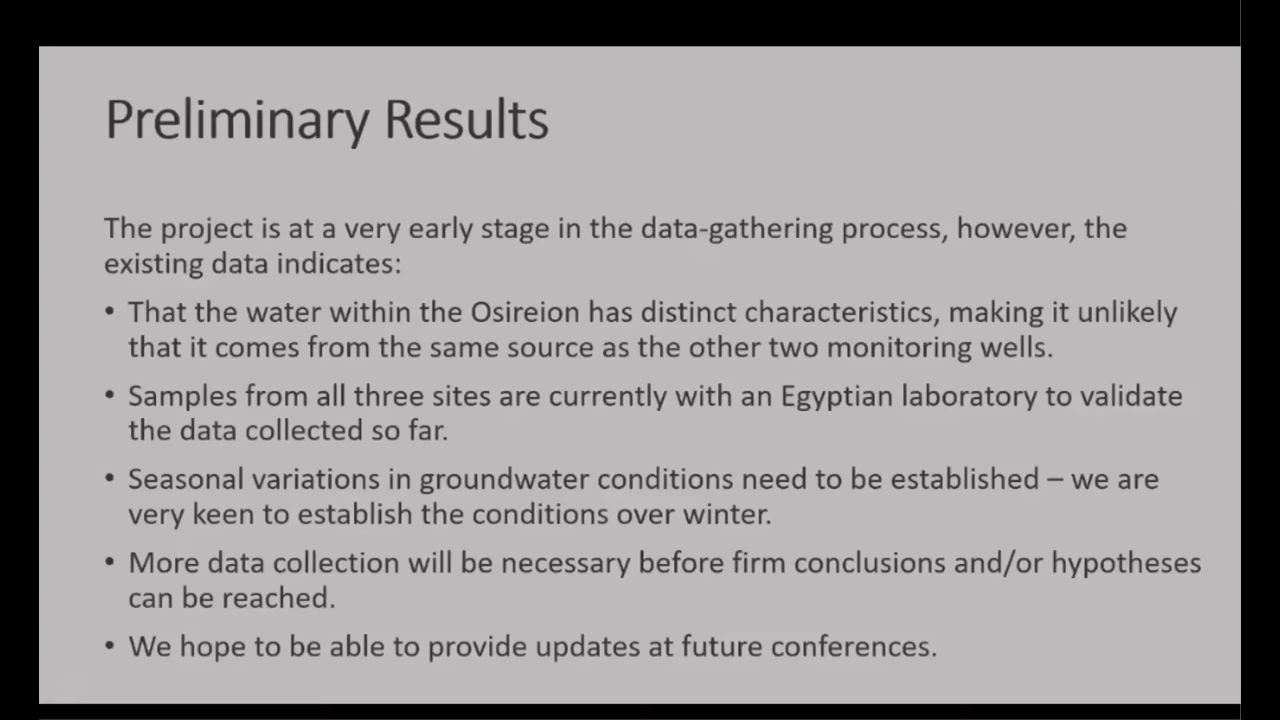 Preliminary Results
The project is at a very early stage in the data-gathering process, however, the
existing data indicates:
• That the water within the Osireion has distinct characteristics, making it unlikely
that it comes from the same source as the other two monitoring wells.
• Samples from all three sites are currently with an Egyptian laboratory to validate
the data collected so far.
• Seasonal variations in groundwater conditions need to be established – we are
very keen to establish the conditions over winter.
• More data collection will be necessary before firm conclusions and/or hypotheses
can be reached.
• We hope to be able to provide updates at future conferences.